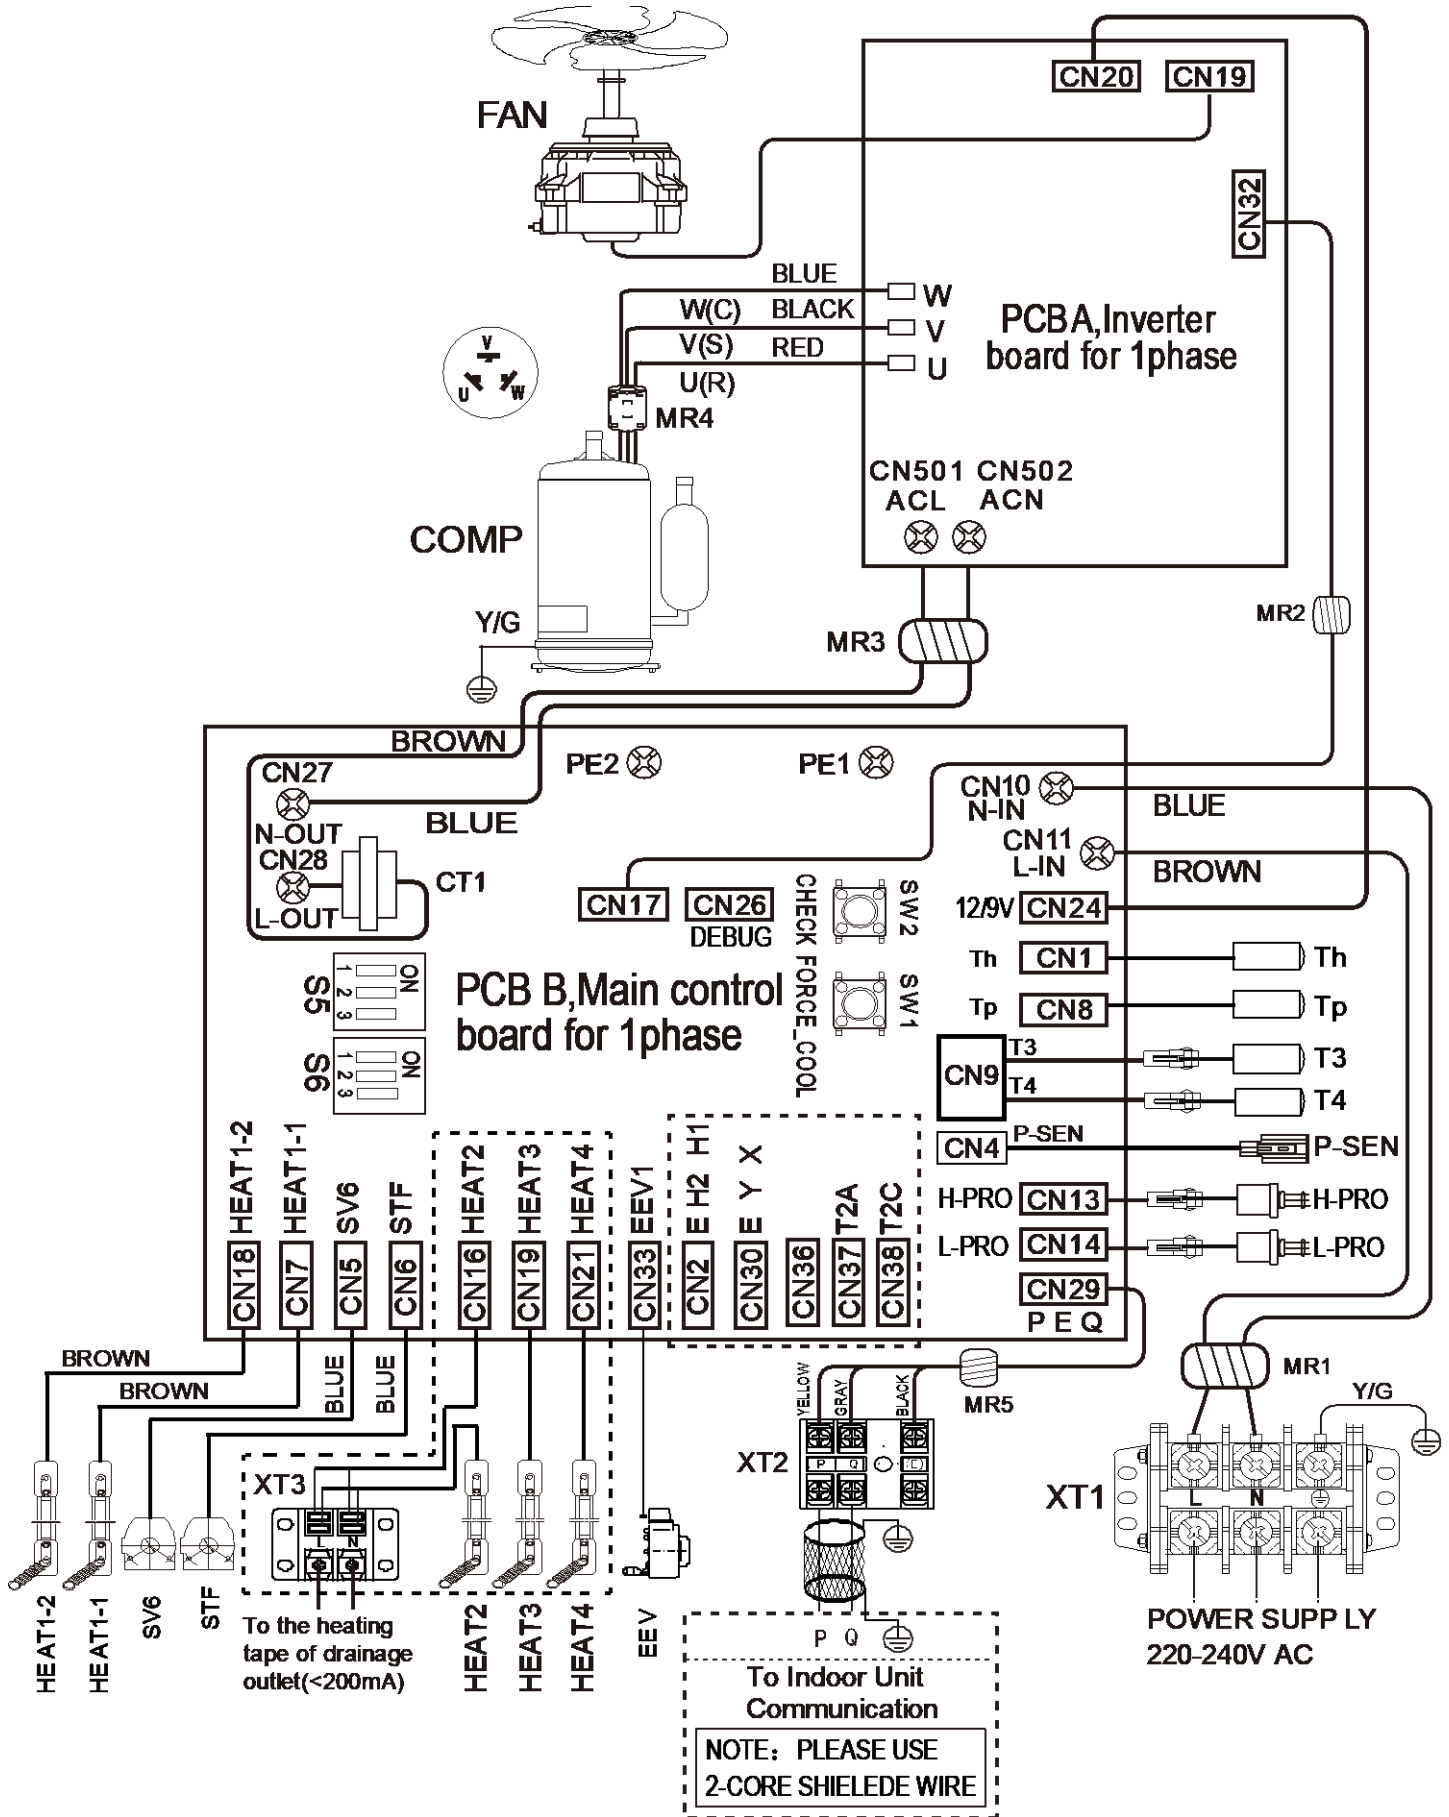 CN20
CN19
FAN
CN32
BLUE
W
W(C)
BLACK
V
V(S)
RED
U
U(R)
PCBA,Inverter
board for 1phase
V
U
W
MR4
CN501
CN502
ACL
ACN
COMP
Y/G
MR3
MR2
BROWN
CN27
N-OUT
BLUE
CN28
L-OUT
CT1
PE2
PE1
CN10
N-IN
BLUE
CN11
L-IN
BROWN
CN17
CN26
DEBUG
CHECK
FORCE_COOL
SW2
SW1
12/9V
CN24
Th
CN1
Th
Tp
CN8
Tp
S5
ON
1
2
3
S6
ON
1
2
3
PCB B,Main control
board for 1phase
CN9
T3
T3
T4
T4
CN4
P-SEN
P-SEN
H-PRO
CN13
H-PRO
L-PRO
CN14
L-PRO
CN29
P E Q
HEAT1-2
CN18
HEAT1-1
CN7
SV6
CN5
STF
CN6
HEAT2
CN16
HEAT3
CN19
HEAT4
CN21
EEV1
CN33
E H2 H1
CN2
E Y X
CN30
CN36
T2A
CN37
T2C
CN38
BROWN
BROWN
BLUE
BLUE
YELLOW
GRAY
BLACK
MR5
MR1
Y/G
XT3
L
N
XT2
P
Q
E
XT1
L
N
HEAT1-2
HEAT1-1
SV6
STF
To the heating
tape of drainage
outlet(<200mA)
HEAT2
HEAT3
HEAT4
EEV
P
Q
To Indoor Unit
Communication
NOTE: PLEASE USE
2-CORE SHIELEDE WIRE
POWER SUPP LY
220-240V AC